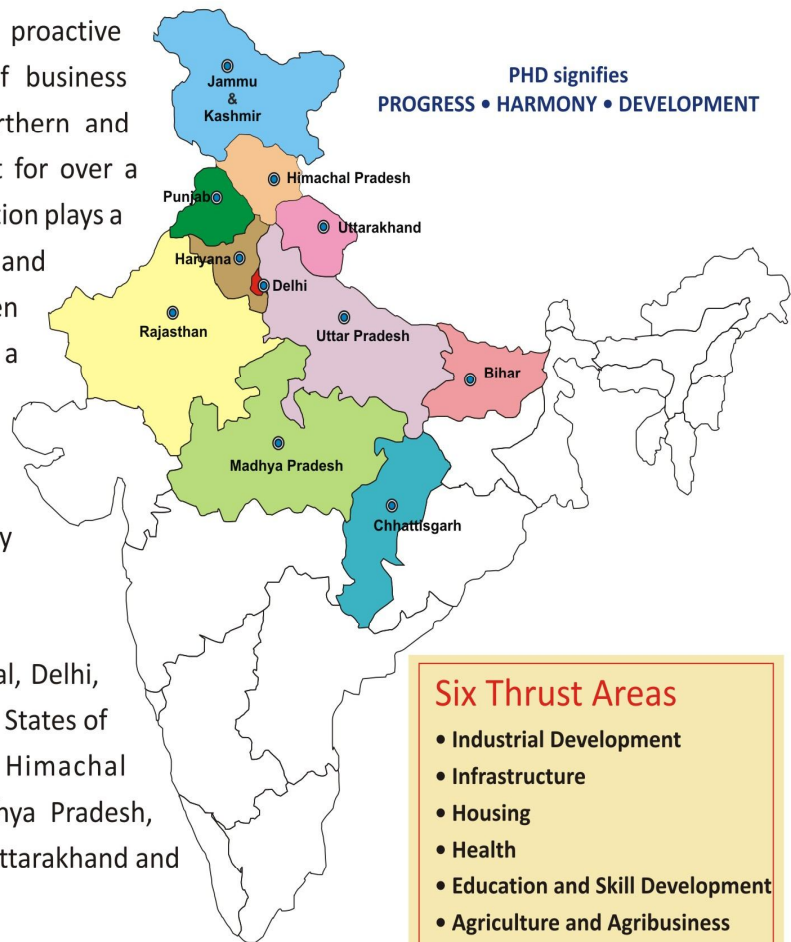 proactive
f business
rthern and
t for over a
tion plays a
and
en
a
y
al, Delhi,
States of
Himachal
hya Pradesh,
ttarakhand and
PHD signifies
PROGRESS • HARMONY • DEVELOPMENT
Jammu
&
Kashmir
Himachal Pradesh
Punjab
Uttarakhand
Haryana
Delhi
Rajasthan
Uttar Pradesh
Bihar
Madhya Pradesh
Chhattisgarh
Six Thrust Areas
• Industrial Development
• Infrastructure
• Housing
• Health
• Education and Skill Development
• Agriculture and Agribusiness